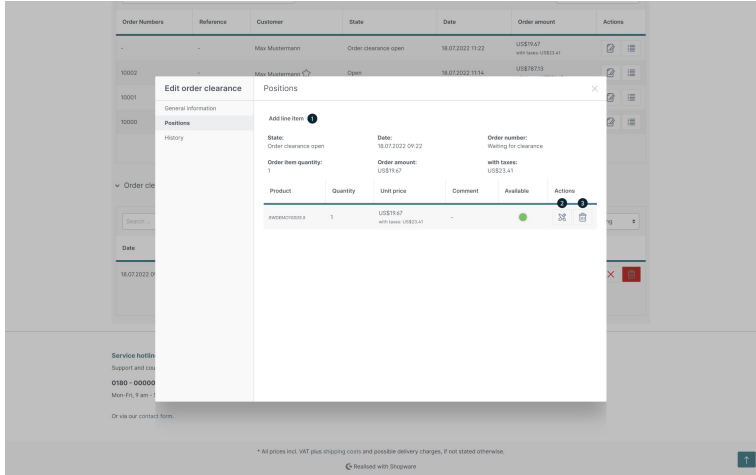 Order Numbers Reference Customer State Date Order amount Actions
- - Max Mustermann Order clearance open 18.07.2022 11:22 US$19.67
with taxes: US$23.41
10002 - Max Mustermann Open 18.07.2022 11:14 US$787.13
10001
10000
Edit order clearance
General information
Positions
History
Positions
Add line item 1
State: Date: Order number:
Order clearance open 18.07.2022 09:22 Waiting for clearance
Order item quantity: Order amount: with taxes:
1 US$19.67 US$23.41
Product Quantity Unit price Comment Available Actions
2 3
SWDEMO10005.3 1 US$19.67 -
with taxes: US$23.41
Order cle
Search ...
Date
18.07.2022 09
Service hotlin
Support and cou
0180 - 00000
Mon-Fri, 9 am -
Or via our contact form.
* All prices incl. VAT plus shipping costs and possible delivery charges, if not stated otherwise.
Realised with Shopware